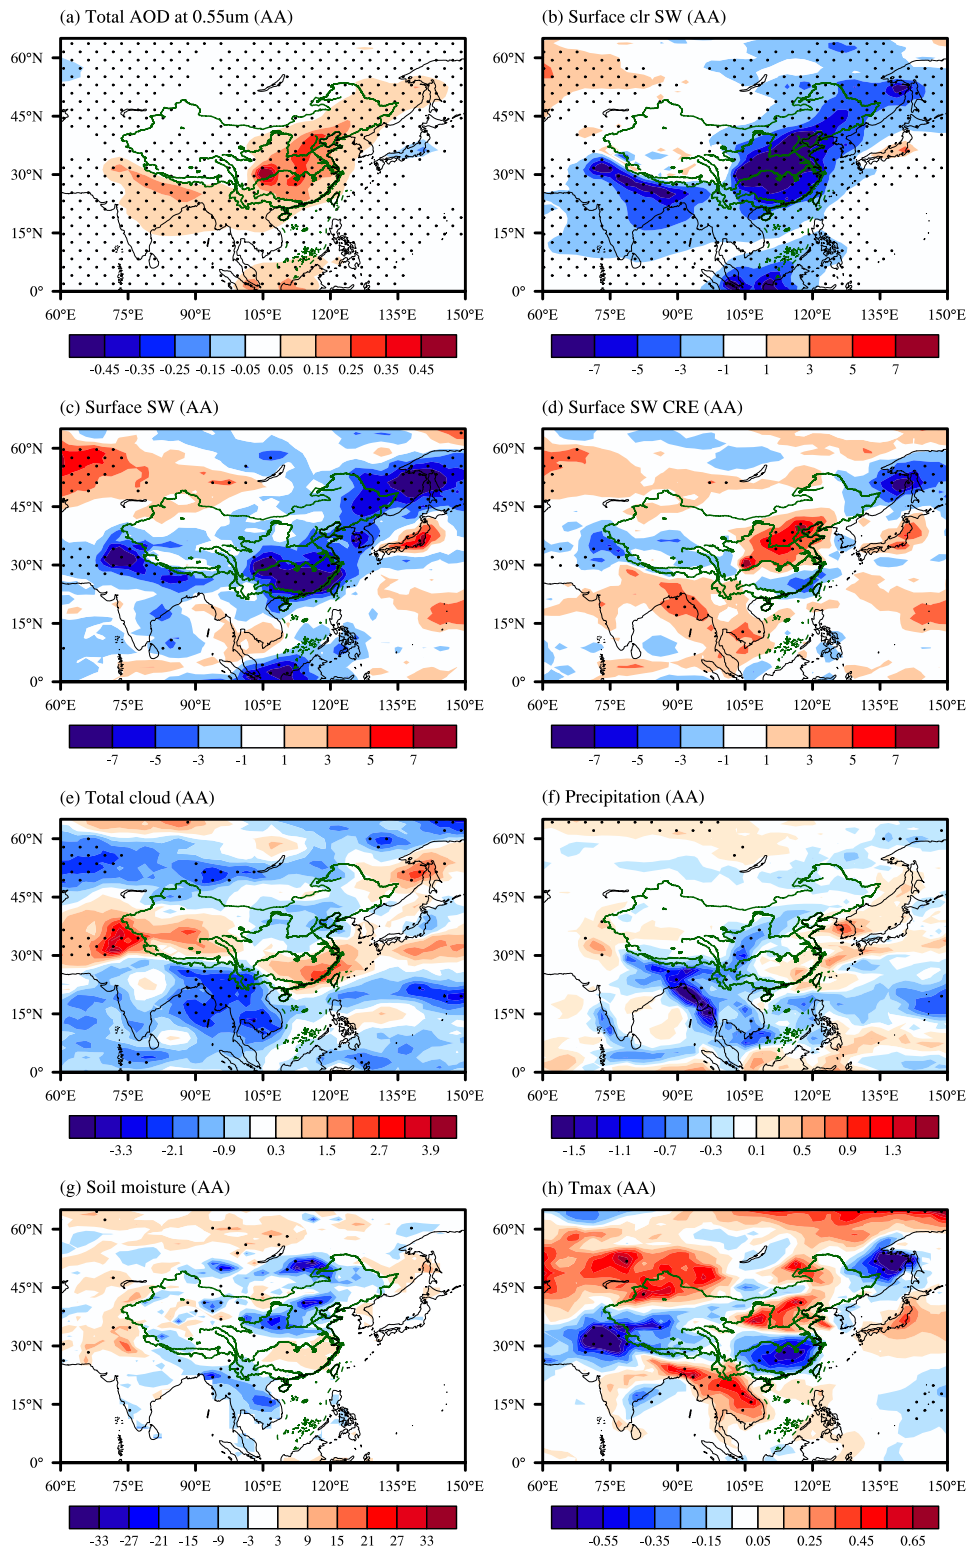 (a) Total AOD at 0.55um (AA)
(b) Surface clr SW (AA)
60°N 60°N
45°N 45°N
30°N 30°N
15°N 15°N
0° 0°
60°E 75°E 90°E 105°E 120°E 135°E 150°E 60°E 75°E 90°E 105°E 120°E 135°E 150°E
-0.45 -0.35 -0.25 -0.15 -0.05 0.05 0.15 0.25 0.35 0.45 -7 -5 -3 -1 1 3 5 7
(c) Surface SW (AA)
(d) Surface SW CRE (AA)
60°N 60°N
45°N 45°N
30°N 30°N
15°N 15°N
0° 0°
60°E 75°E 90°E 105°E 120°E 135°E 150°E 60°E 75°E 90°E 105°E 120°E 135°E 150°E
-7 -5 -3 -1 1 3 5 7 -7 -5 -3 -1 1 3 5 7
(e) Total cloud (AA)
(f) Precipitation (AA)
60°N 60°N
45°N 45°N
30°N 30°N
15°N 15°N
0° 0°
60°E 75°E 90°E 105°E 120°E 135°E 150°E 60°E 75°E 90°E 105°E 120°E 135°E 150°E
-3.3 -2.1 -0.9 0.3 1.5 2.7 3.9 -1.5 -1.1 -0.7 -0.3 0.1 0.5 0.9 1.3
(g) Soil moisture (AA)
(h) Tmax (AA)
60°N 60°N
45°N 45°N
30°N 30°N
15°N 15°N
0° 0°
60°E 75°E 90°E 105°E 120°E 135°E 150°E 60°E 75°E 90°E 105°E 120°E 135°E 150°E
-33 -27 -21 -15 -9 -3 3 9 15 21 27 33 -0.55 -0.35 -0.15 0.05 0.25 0.45 0.65